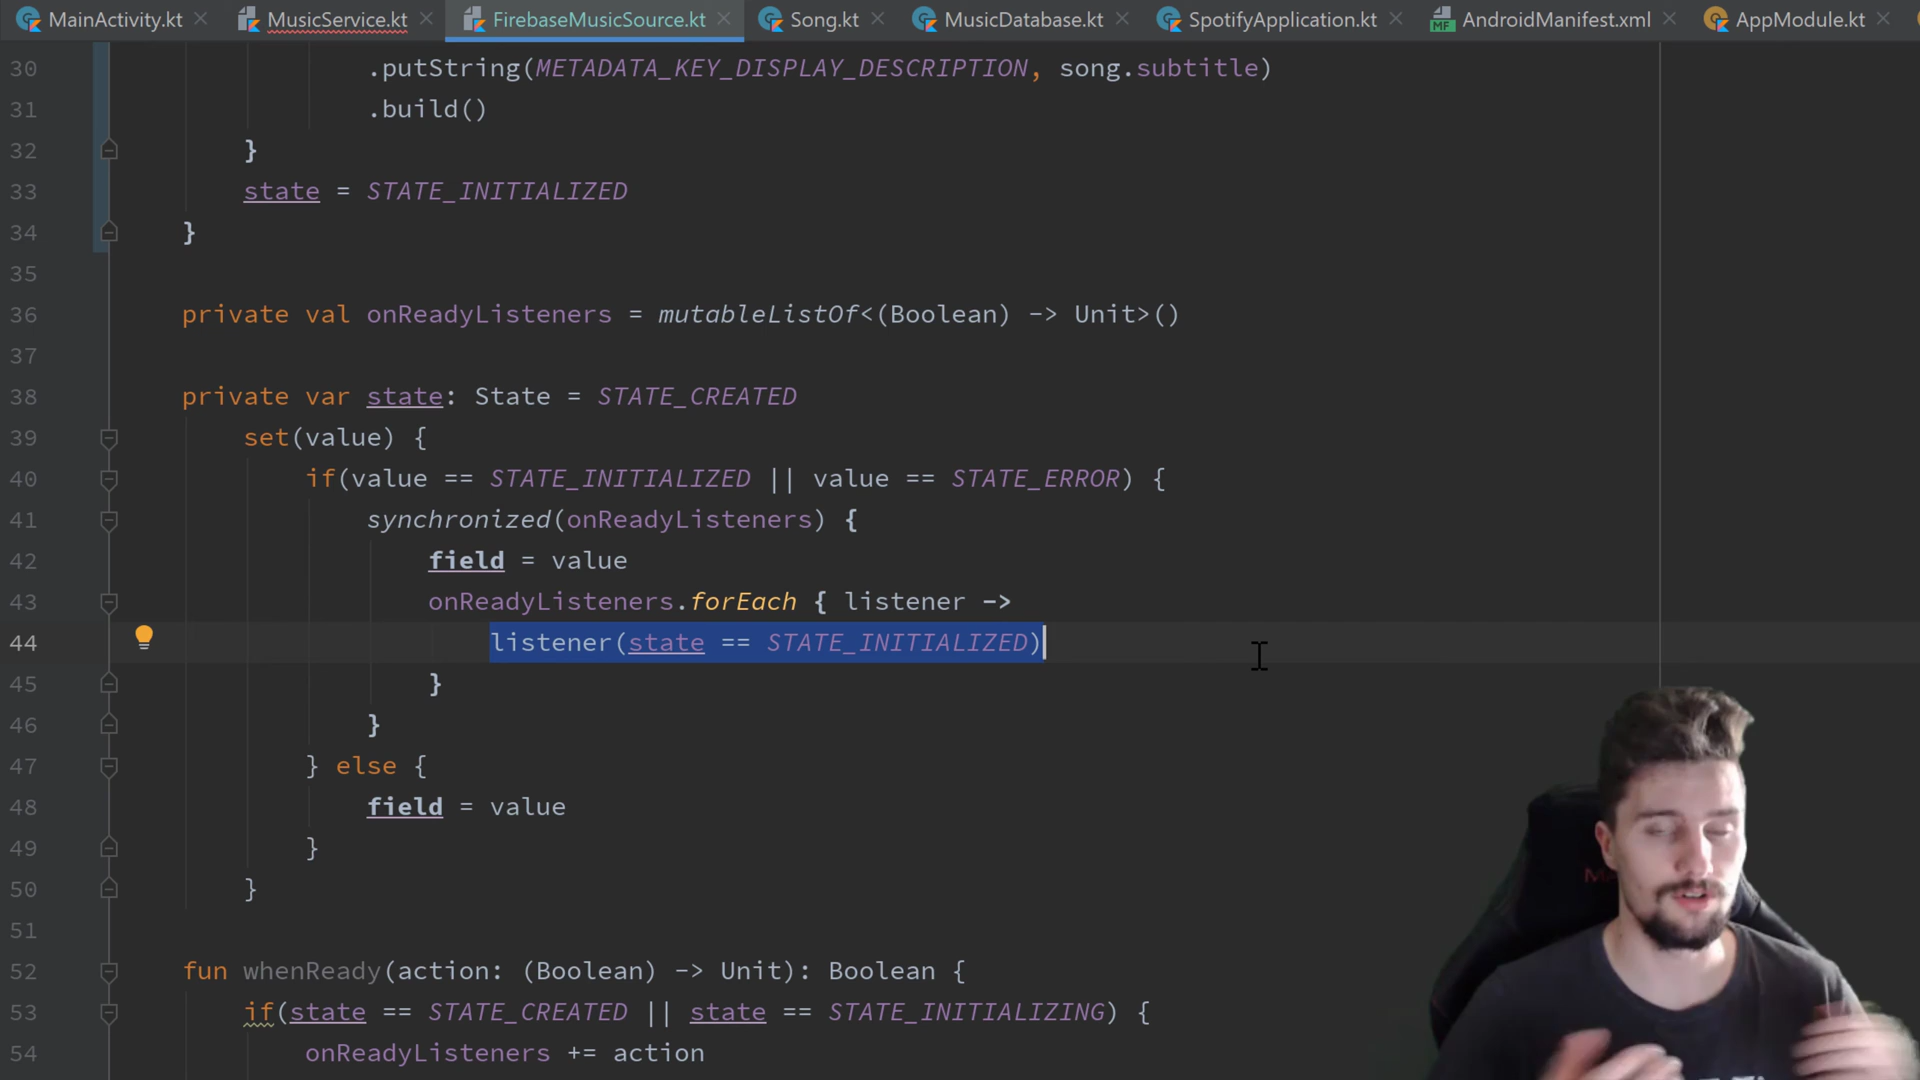 MainActivity.kt
MusicService.kt
FirebaseMusicSource.kt
Song.kt
MusicDatabase.kt
SpotifyApplication.kt
AndroidManifest.xml
AppModule.kt
30 .putString(METADATA_KEY_DISPLAY_DESCRIPTION, song.subtitle)
31 .build()
32 }
33 state = STATE_INITIALIZED
34 }
35
36 private val onReadyListeners = mutableListOf<(Boolean) -> Unit>()
37
38 private var state: State = STATE_CREATED
39 set(value) {
40 if(value == STATE_INITIALIZED || value == STATE_ERROR) {
41 synchronized(onReadyListeners) {
42 field = value
43 onReadyListeners.forEach { listener ->
44 listener(state == STATE_INITIALIZED)
45 }
46 }
47 } else {
48 field = value
49 }
50 }
51
52 fun whenReady(action: (Boolean) -> Unit): Boolean {
53 if(state == STATE_CREATED || state == STATE_INITIALIZING) {
54 onReadyListeners += action